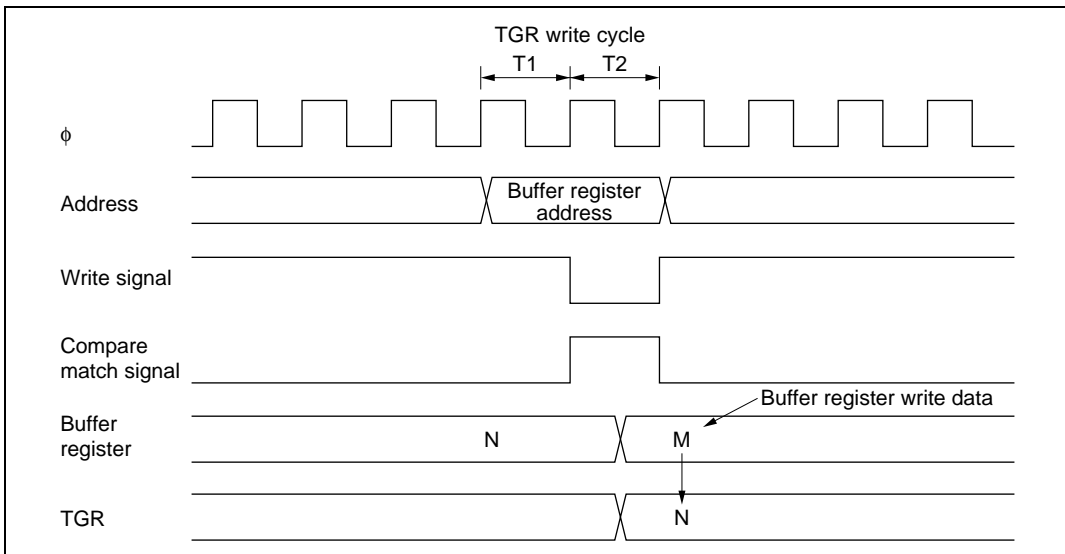 TGR write cycle
T1 T2
ϕ
Address
Buffer register
address
Write signal
Compare
match signal
Buffer register write data
Buffer
register
N M
TGR
N